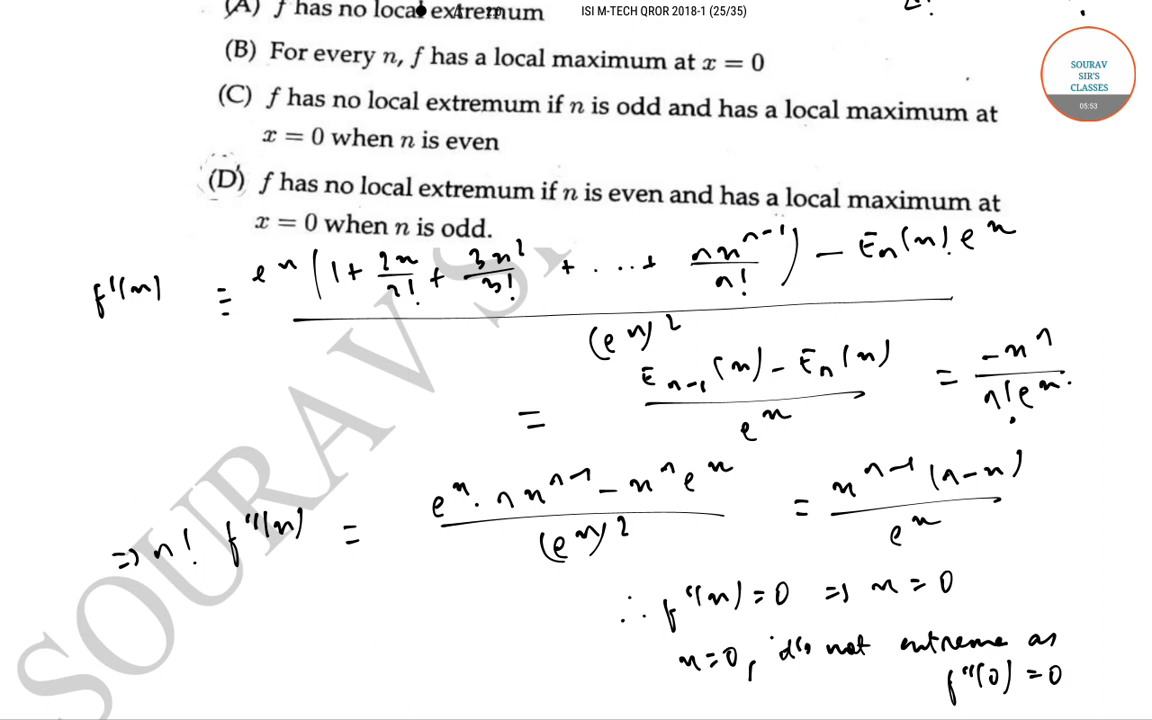 (A) f has no local extremum
ISI M-TECH QROR 2018-1 (25/35)
(B) For every n, f has a local maximum at x = 0
(C) f has no local extremum if n is odd and has a local maximum at
x = 0 when n is even
(D) f has no local extremum if n is even and has a local maximum at
x = 0 when n is odd.
SOURAV
SIR'S
CLASSES
05:53
f'(x) = e^x (1 + 2x/2! + 3x²/3! + . . . + nx^(n-1)/n!) - E_n(x) e^x / (e^x)²
= E_(n-1)(x) - E_n(x) / e^x = -x^n / n! e^x.
⇒ n! f''(x) = e^x . nx^(n-1) - x^n e^x / (e^x)² = x^(n-1) (n-x) / e^x
∴ f''(x) = 0 ⇒ x = 0
x=0, is not extreme as
f''(0) = 0
SOURAV S